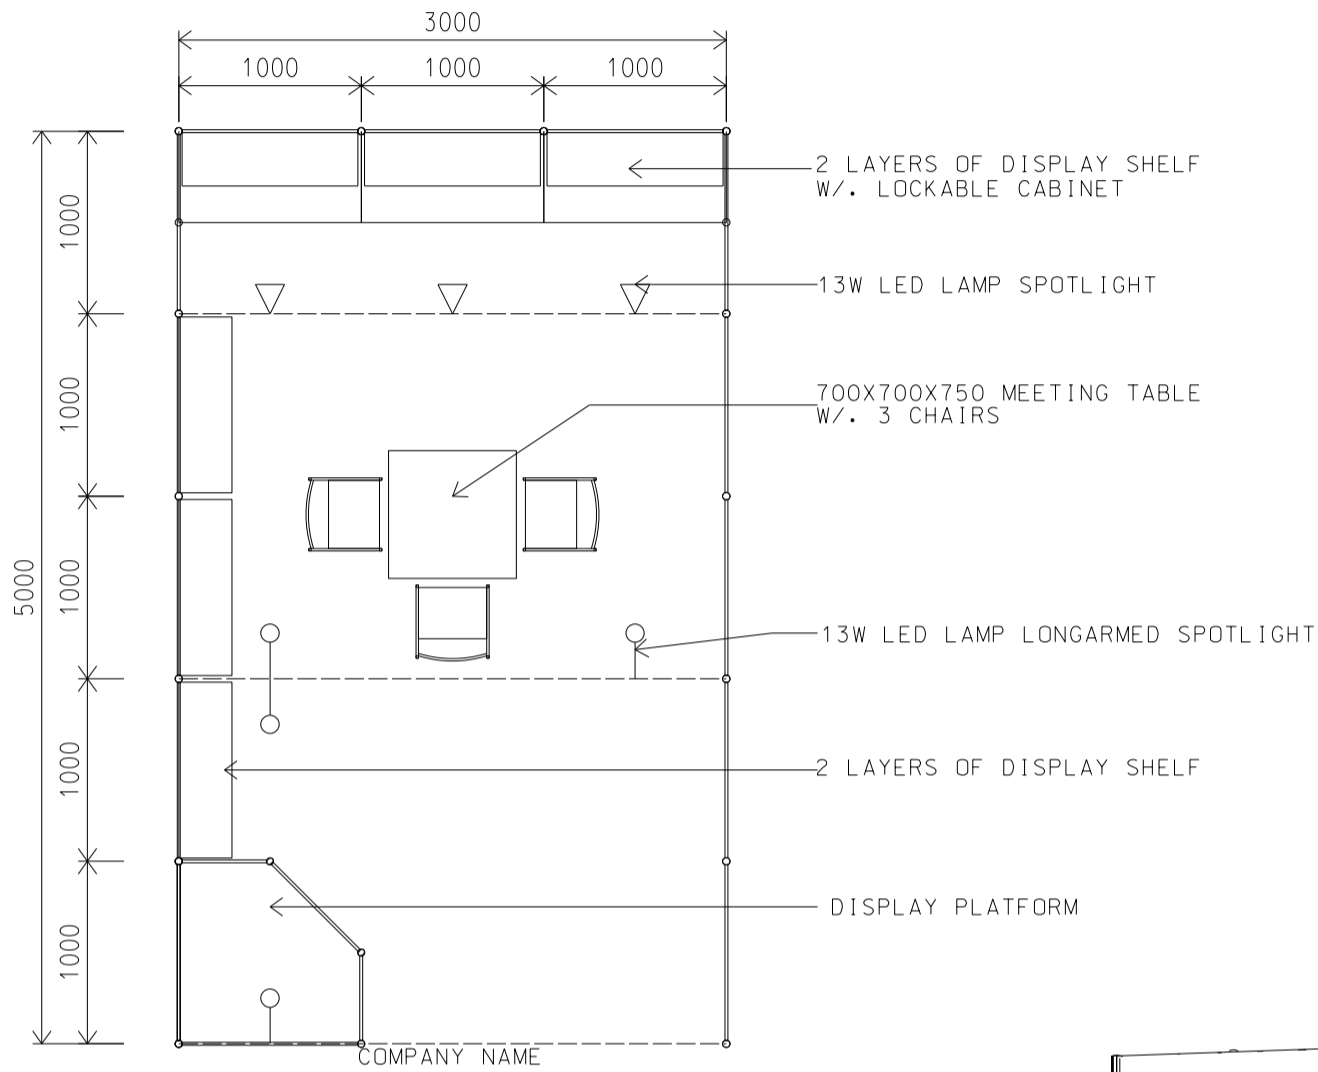 3000
1000
1000
1000
2 LAYERS OF DISPLAY SHELF
W/. LOCKABLE CABINET
1000
13W LED LAMP SPOTLIGHT
1000
700X700X750 MEETING TABLE
W/. 3 CHAIRS
5000
1000
13W LED LAMP LONGARMED SPOTLIGHT
1000
2 LAYERS OF DISPLAY SHELF
1000
DISPLAY PLATFORM
COMPANY NAME